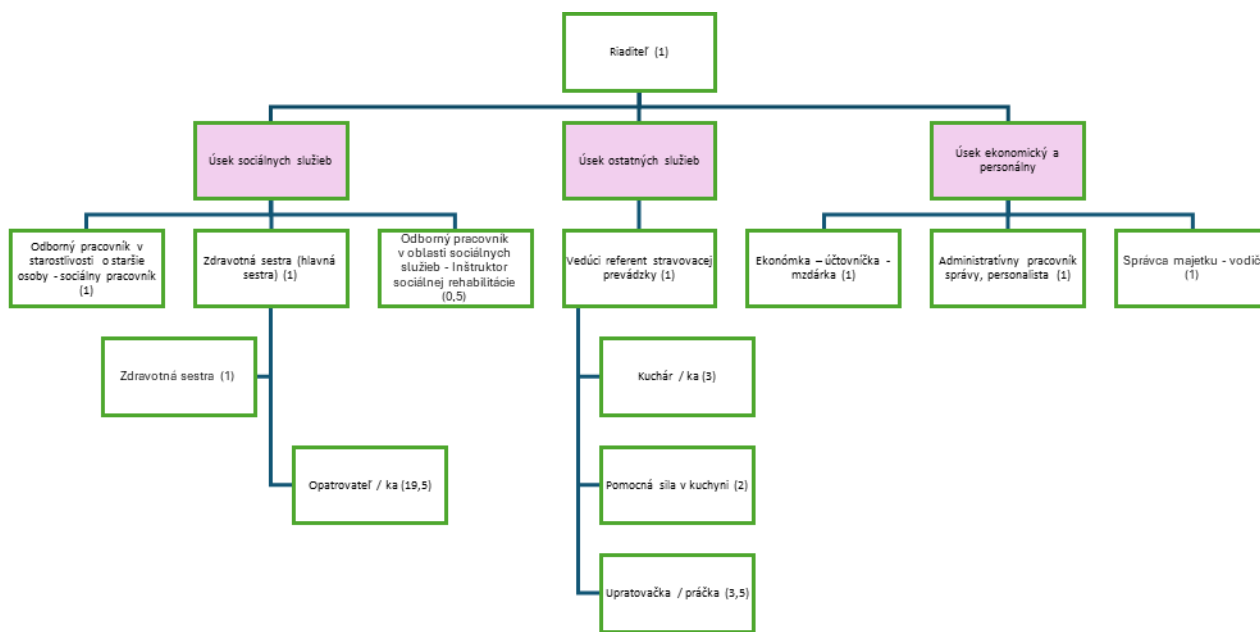 Riaditeľ (1)
Úsek sociálnych služieb
Úsek ostatných služieb
Úsek ekonomický a
personálny
Odborný pracovník v
starostlivosti o staršie
osoby - sociálny pracovník
(1)
Zdravotná sestra (hlavná
sestra) (1)
Odborný pracovník
v oblasti sociálnych
služieb - Inštruktor
sociálnej rehabilitácie
(0,5)
Vedúci referent stravovacej
prevádzky (1)
Ekonómka – účtovníčka -
mzdárka (1)
Administratívny pracovník
správy, personalista (1)
Správca majetku - vodič
(1)
Zdravotná sestra (1)
Kuchár / ka (3)
Opatrovateľ / ka (19,5)
Pomocná sila v kuchyni (2)
Upratovačka / práčka (3,5)